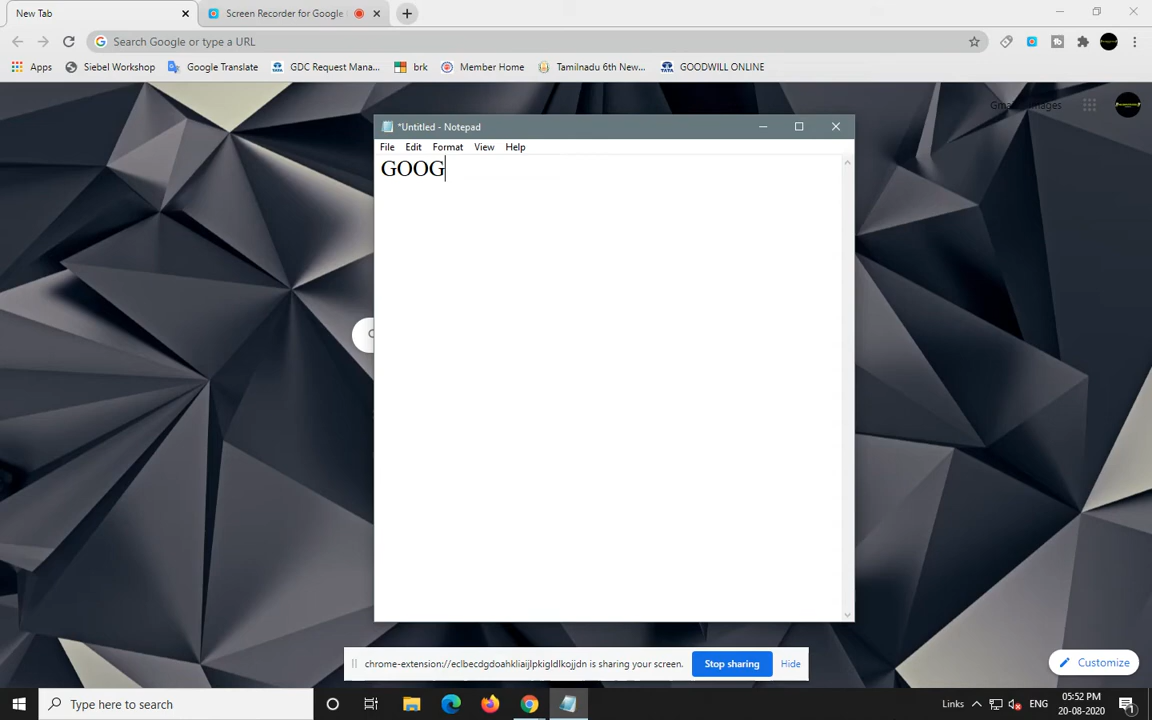 New Tab
Screen Recorder for Google
Search Google or type a URL
Apps
Siebel Workshop
Google Translate
GDC Request Mana...
brk
Member Home
Tamilnadu 6th New...
GOODWILL ONLINE
Images
*Untitled - Notepad
File Edit Format View Help
GOOG
chrome-extension://eclbecdgdoahkliaijlpkigldlkojjdn is sharing your screen.
Stop sharing
Hide
Customize
Type here to search
Links
ENG
05:52 PM
20-08-2020
1